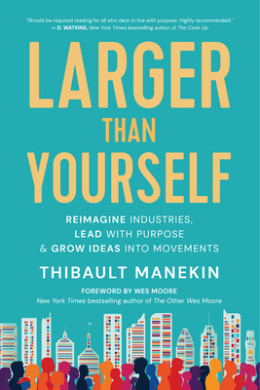 "Should be required reading for all who dare to live with purpose. Highly recommended."
— D. WATKINS, New York Times bestselling author of The Cook Up
LARGER
THAN
YOURSELF
REIMAGINE INDUSTRIES,
LEAD WITH PURPOSE
& GROW IDEAS INTO MOVEMENTS
THIBAULT MANEKIN
FOREWORD BY WES MOORE
New York Times bestselling author of The Other Wes Moore